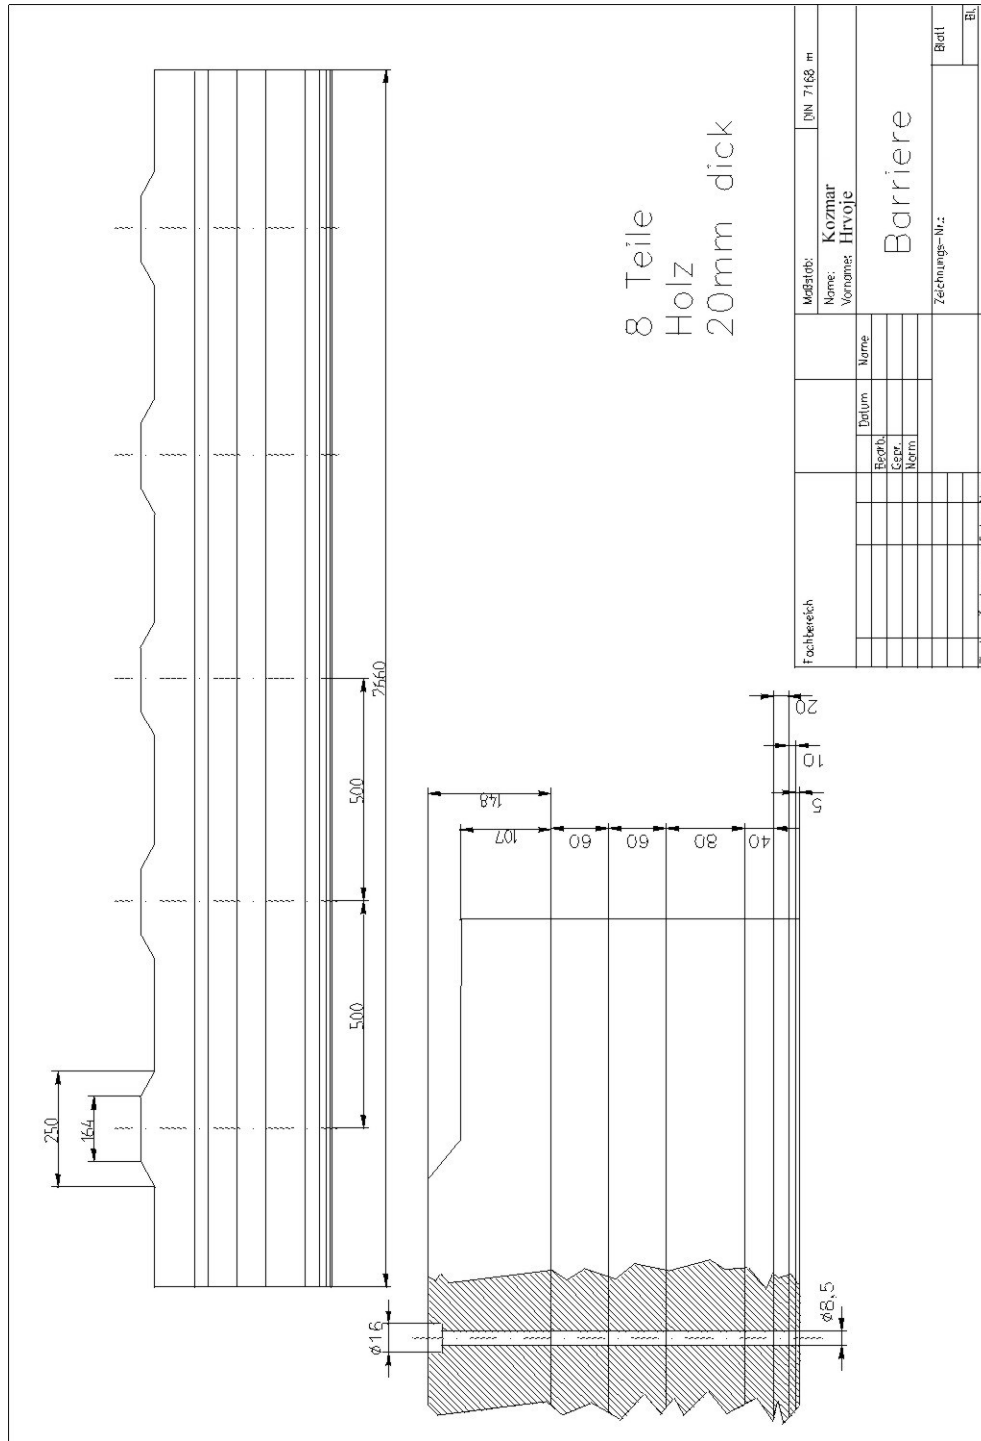 250
164
500
500
2660
8 Teile
Holz
20mm dick
148
107
60
60
80
40
20
10
5
ø16
ø8,5
Maßstab:
DIN 7168 m
Name: Kozmar
Vorname: Hrvoje
Barriere
Zeichnungs-Nr.:
Blatt
Bl.
Fachbereich
Datum
Name
Bearb.
Gepr.
Norm